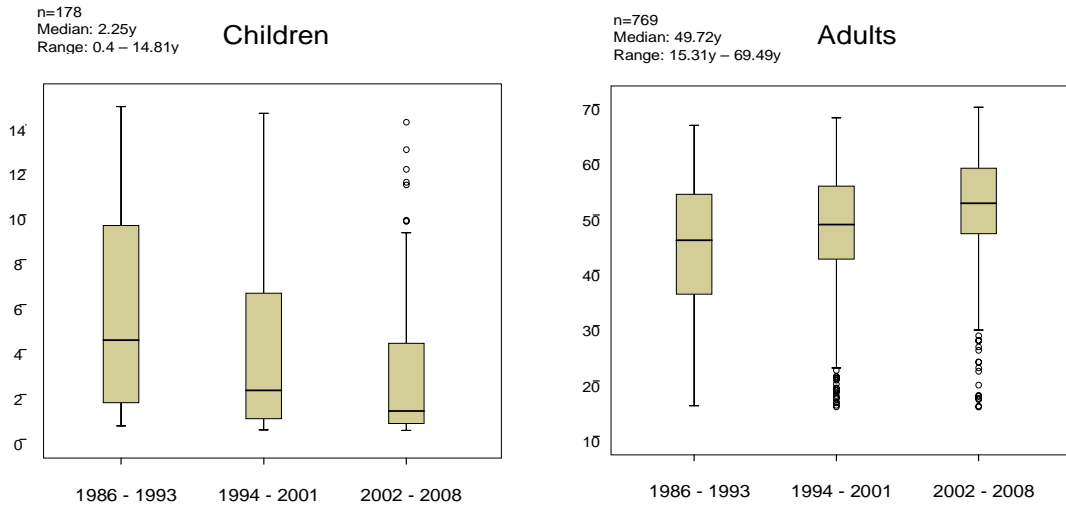 n=178
Median: 2.25y
Range: 0.4 – 14.81y
Children
14
12
10
8
6
4
2
0
1986 - 1993
1994 - 2001
2002 - 2008
n=769
Median: 49.72y
Range: 15.31y – 69.49y
Adults
70
60
50
40
30
20
10
1986 - 1993
1994 - 2001
2002 - 2008